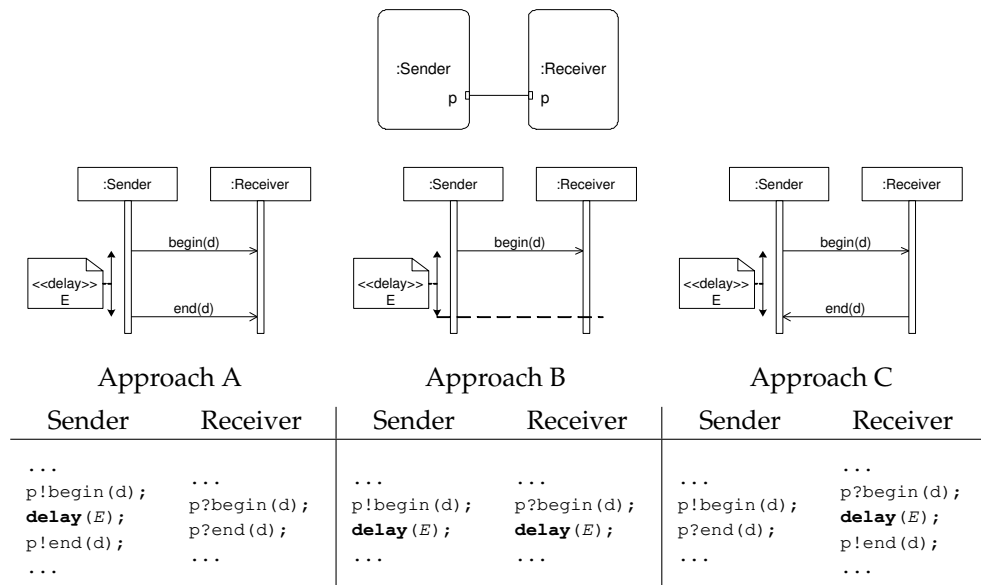 :Sender :Receiver
p p
:Sender :Receiver :Sender :Receiver :Sender :Receiver
begin(d) begin(d) begin(d)
<<delay>> <<delay>> <<delay>>
E E E
end(d) end(d)
Approach A Approach B Approach C
Sender Receiver Sender Receiver Sender Receiver
... ...
p!begin(d); ... ... ... ... p?begin(d);
delay(E); p?begin(d); p!begin(d); p?begin(d); p!begin(d); delay(E);
p!end(d); p?end(d); delay(E); delay(E); p?end(d); p!end(d);
... ... ... ... ... ...